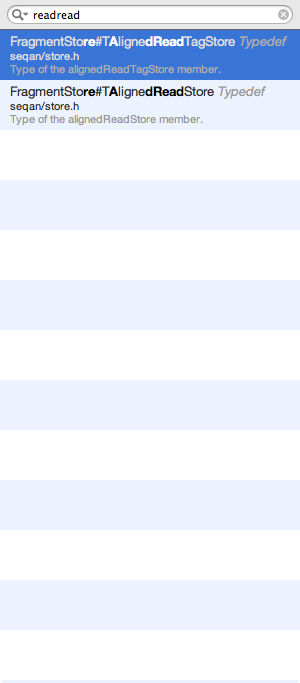 readread
FragmentStore#TAlignedReadTagStore Typedef
seqan/store.h
Type of the alignedReadTagStore member.
FragmentStore#TAlignedReadStore Typedef
seqan/store.h
Type of the alignedReadStore member.